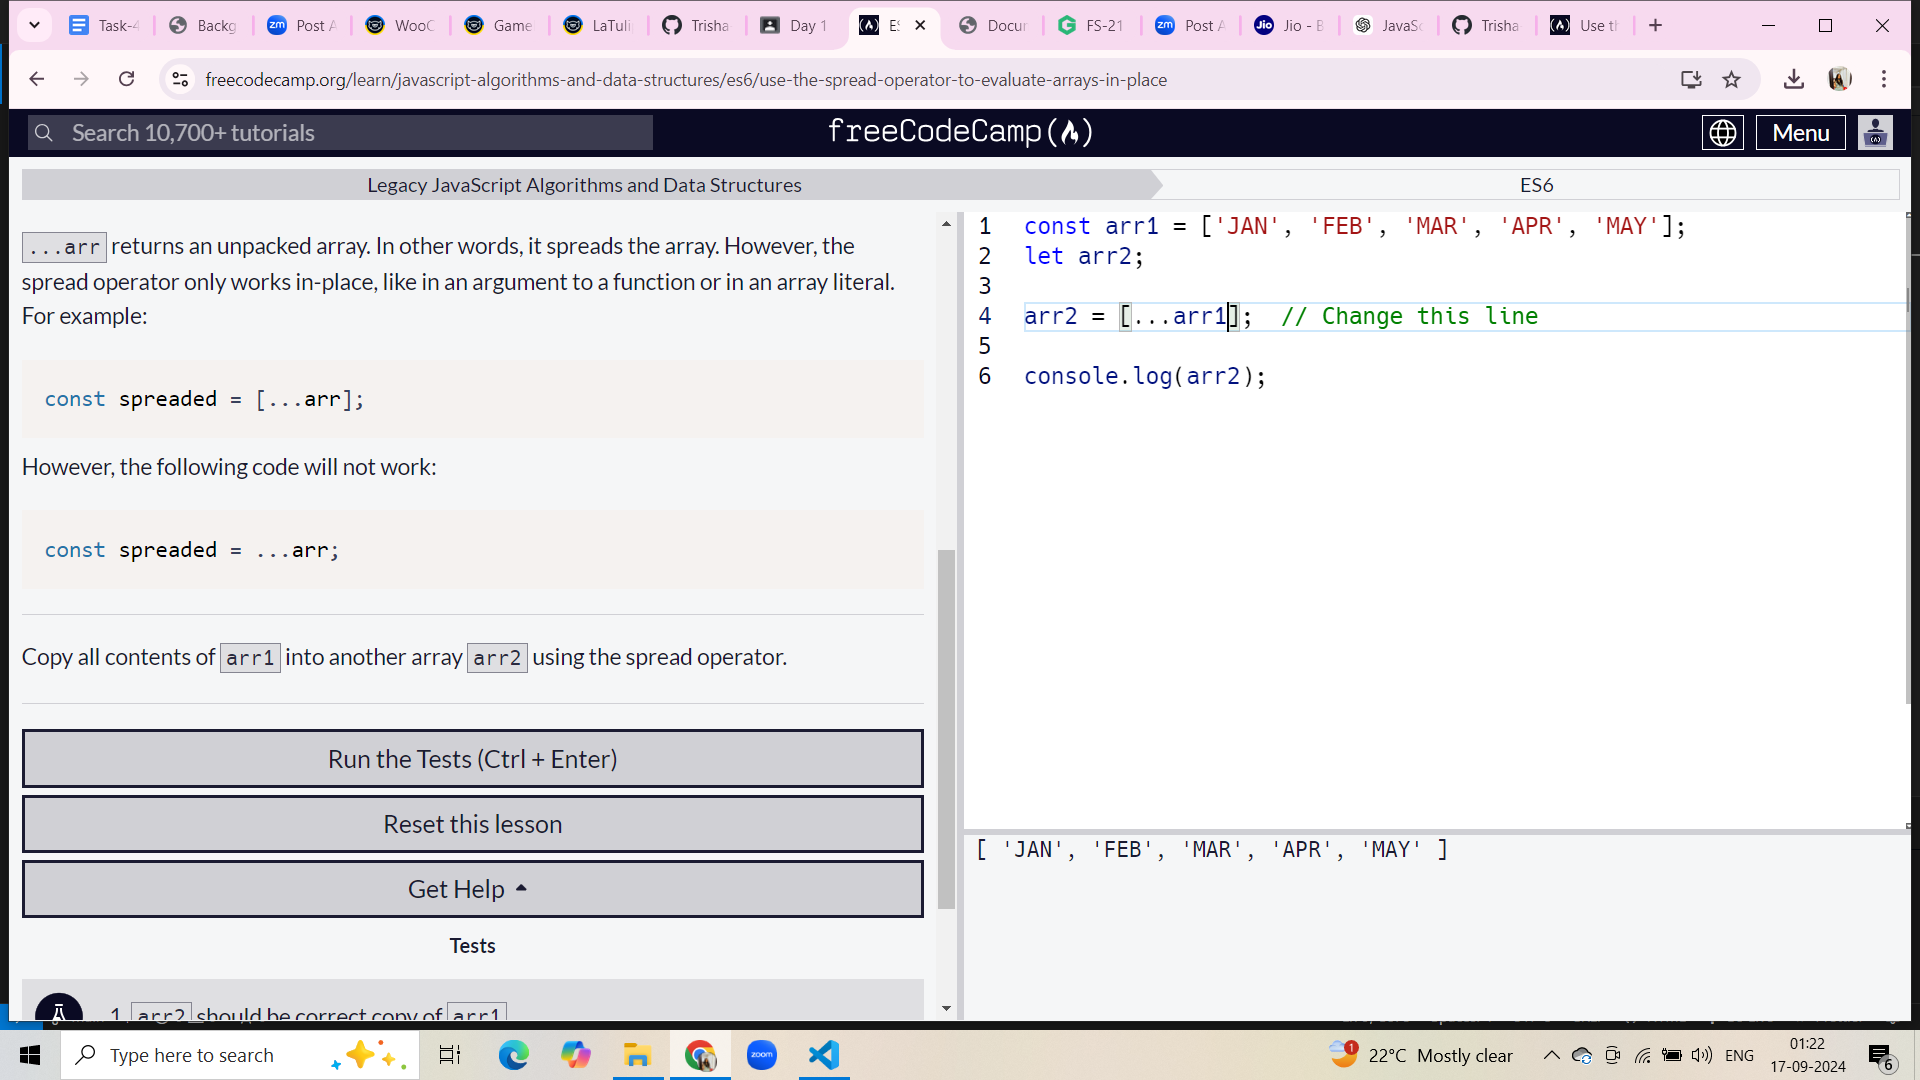 Task-4
Backg
Post A
WooC
Game
LaTulip
Trisha
Day 1
ES
Docur
FS-21
Post A
Jio - B
JavaSc
Trisha
Use th
freecodecamp.org/learn/javascript-algorithms-and-data-structures/es6/use-the-spread-operator-to-evaluate-arrays-in-place
Search 10,700+ tutorials
freeCodeCamp
Menu
Legacy JavaScript Algorithms and Data Structures
ES6
...arr returns an unpacked array. In other words, it spreads the array. However, the
spread operator only works in-place, like in an argument to a function or in an array literal.
For example:
const spreaded = [...arr];
However, the following code will not work:
const spreaded = ...arr;
Copy all contents of arr1 into another array arr2 using the spread operator.
Run the Tests (Ctrl + Enter)
Reset this lesson
Get Help
Tests
1. arr2 should be correct copy of arr1
1 const arr1 = ['JAN', 'FEB', 'MAR', 'APR', 'MAY'];
2 let arr2;
3
4 arr2 = [...arr1]; // Change this line
5
6 console.log(arr2);
[ 'JAN', 'FEB', 'MAR', 'APR', 'MAY' ]
Type here to search
zoom
1
22°C Mostly clear
ENG
01:22
17-09-2024
6